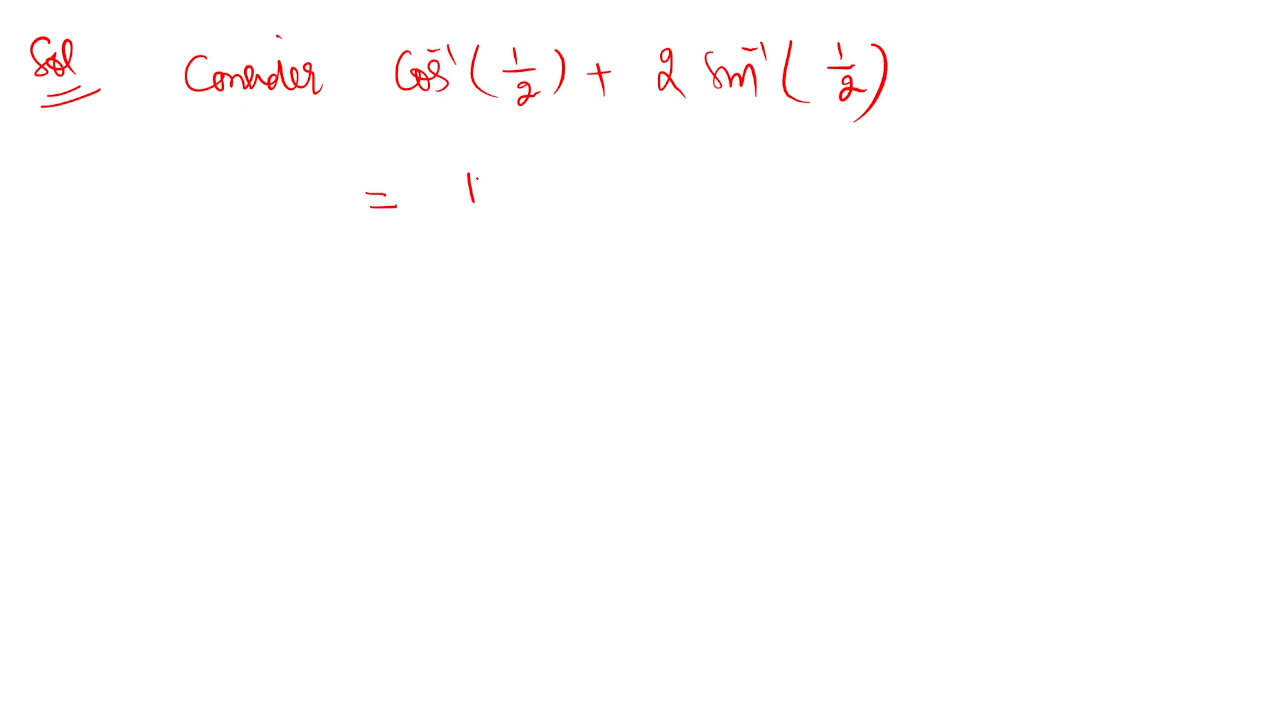 Sol Consider cos⁻¹(1/2) + 2 sin⁻¹(1/2)
=